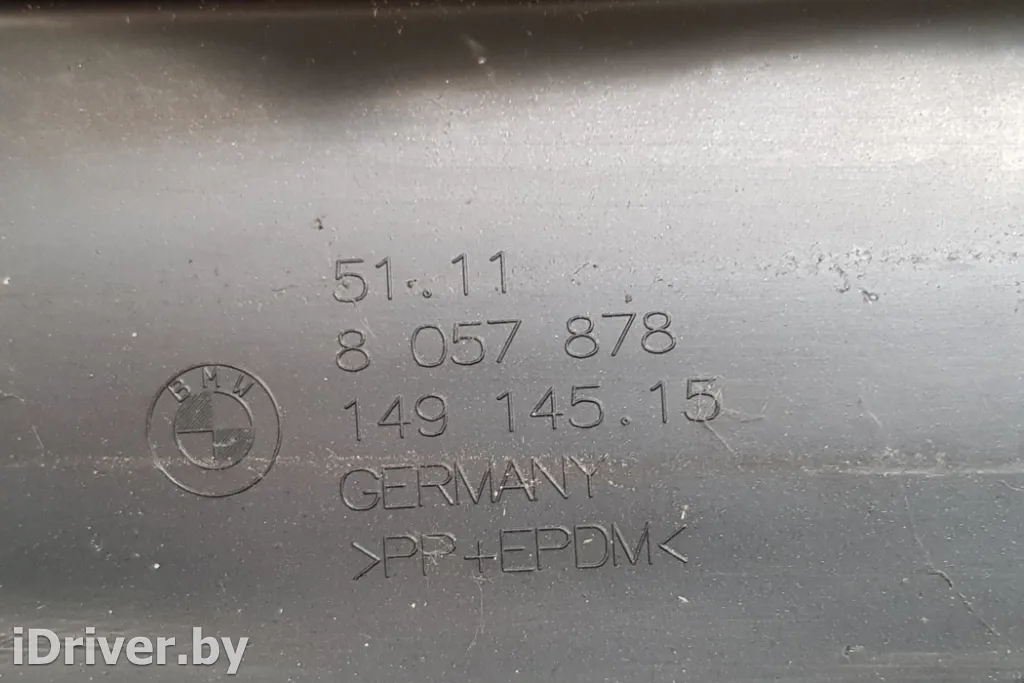 51.11
8 057 878
BMW
149 145.15
GERMANY
>PP+EPDM<
iDriver.by